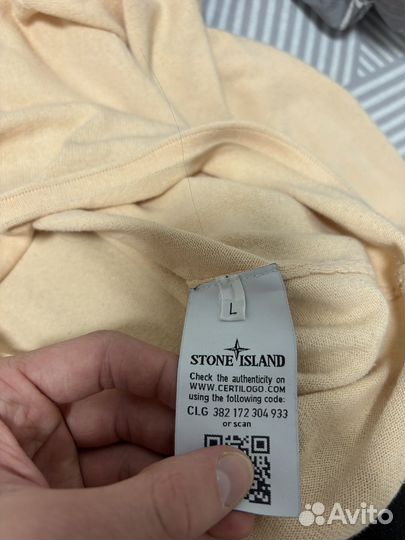 L
STONE ISLAND
Check the authenticity on
WWW.CERTILOGO.COM
using the following code:
CLG 382 172 304 933
or scan
Avito